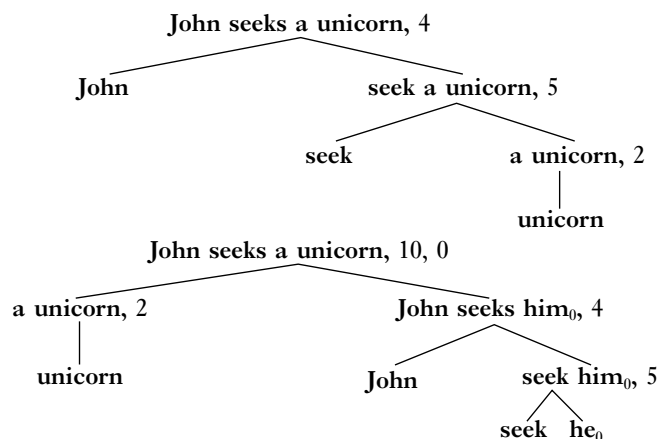 John seeks a unicorn, 4
John seek a unicorn, 5
seek a unicorn, 2
unicorn
John seeks a unicorn, 10, 0
a unicorn, 2 John seeks him₀, 4
unicorn John seek him₀, 5
seek he₀